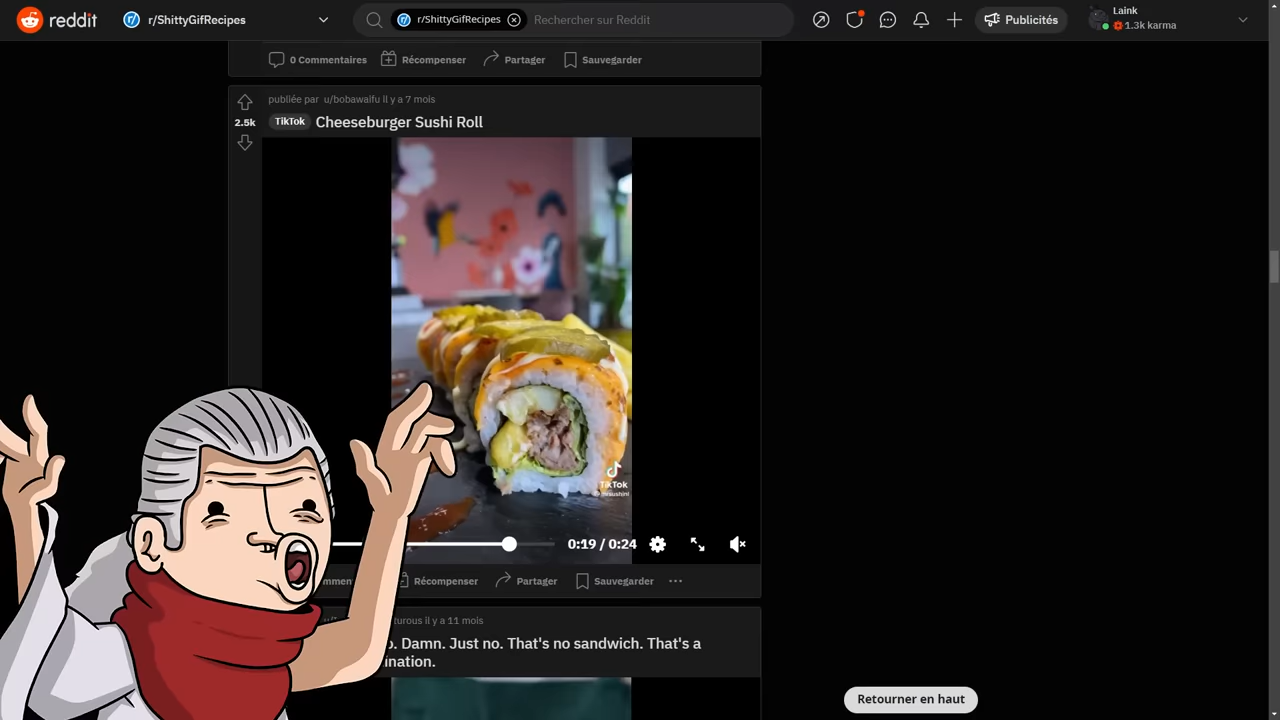 reddit
r/ShittyGifRecipes
r/ShittyGifRecipes
Rechercher sur Reddit
Publicités
Laink
1.3k karma
0 Commentaires
Récompenser
Partager
Sauvegarder
publiée par u/bobawaifu il y a 7 mois
2.5k
TikTok
Cheeseburger Sushi Roll
TikTok
0:19 / 0:24
Récompenser
Partager
Sauvegarder
il y a 11 mois
Damn. Just no. That's no sandwich. That's a
Retourner en haut